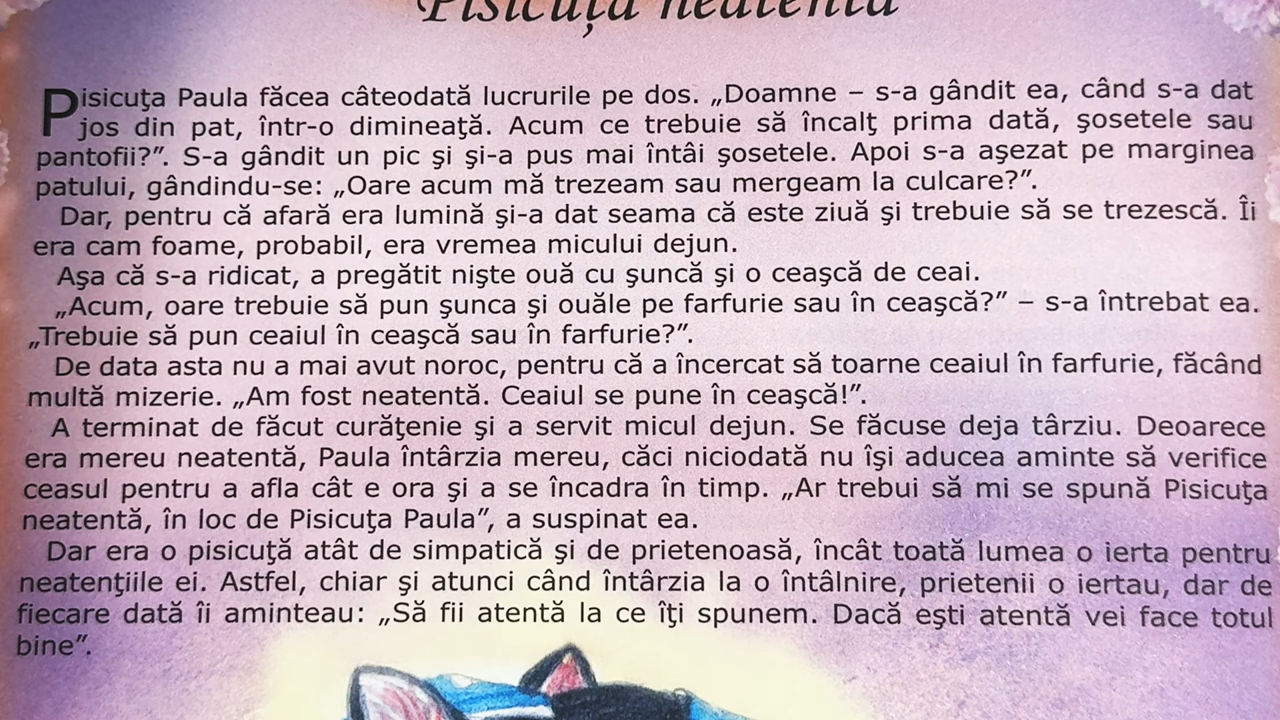 Pisicuţa neatentă
Pisicuţa Paula făcea câteodată lucrurile pe dos. „Doamne – s-a gândit ea, când s-a dat
jos din pat, într-o dimineaţă. Acum ce trebuie să încalţ prima dată, şosetele sau
pantofii?”. S-a gândit un pic şi şi-a pus mai întâi şosetele. Apoi s-a aşezat pe marginea
patului, gândindu-se: „Oare acum mă trezeam sau mergeam la culcare?”.
Dar, pentru că afară era lumină şi-a dat seama că este ziuă şi trebuie să se trezescă. Îi
era cam foame, probabil, era vremea micului dejun.
Aşa că s-a ridicat, a pregătit nişte ouă cu şuncă şi o ceaşcă de ceai.
„Acum, oare trebuie să pun şunca şi ouăle pe farfurie sau în ceaşcă?” – s-a întrebat ea.
„Trebuie să pun ceaiul în ceaşcă sau în farfurie?”.
De data asta nu a mai avut noroc, pentru că a încercat să toarne ceaiul în farfurie, făcând
multă mizerie. „Am fost neatentă. Ceaiul se pune în ceaşcă!”.
A terminat de făcut curăţenie şi a servit micul dejun. Se făcuse deja târziu. Deoarece
era mereu neatentă, Paula întârzia mereu, căci niciodată nu îşi aducea aminte să verifice
ceasul pentru a afla cât e ora şi a se încadra în timp. „Ar trebui să mi se spună Pisicuţa
neatentă, în loc de Pisicuţa Paula”, a suspinat ea.
Dar era o pisicuţă atât de simpatică şi de prietenoasă, încât toată lumea o ierta pentru
neatenţiile ei. Astfel, chiar şi atunci când întârzia la o întâlnire, prietenii o iertau, dar de
fiecare dată îi aminteau: „Să fii atentă la ce îţi spunem. Dacă eşti atentă vei face totul
bine”.